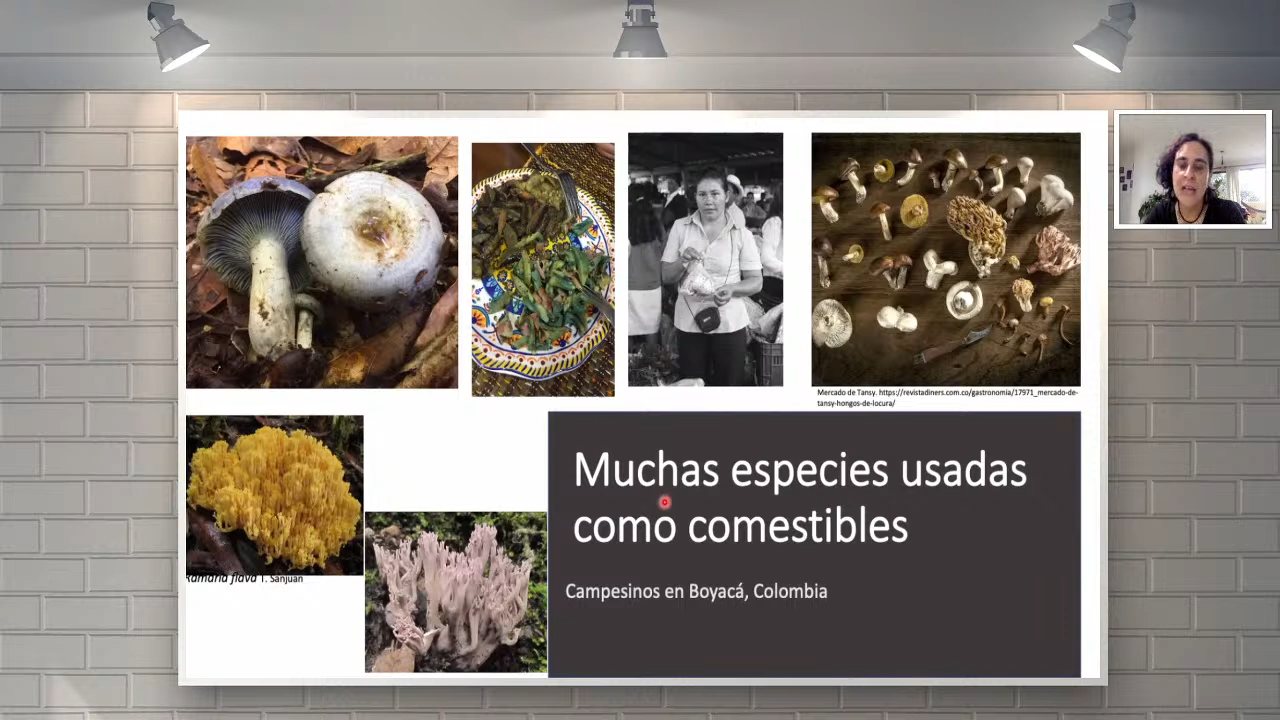 Mercado de Tansy. https://revistadiners.com.co/gastronomia/17971_mercado-de-
tansy-hongos-de-locura/
Muchas especies usadas
como comestibles
Campesinos en Boyacá, Colombia
Ramaria flava T. Sanjuan